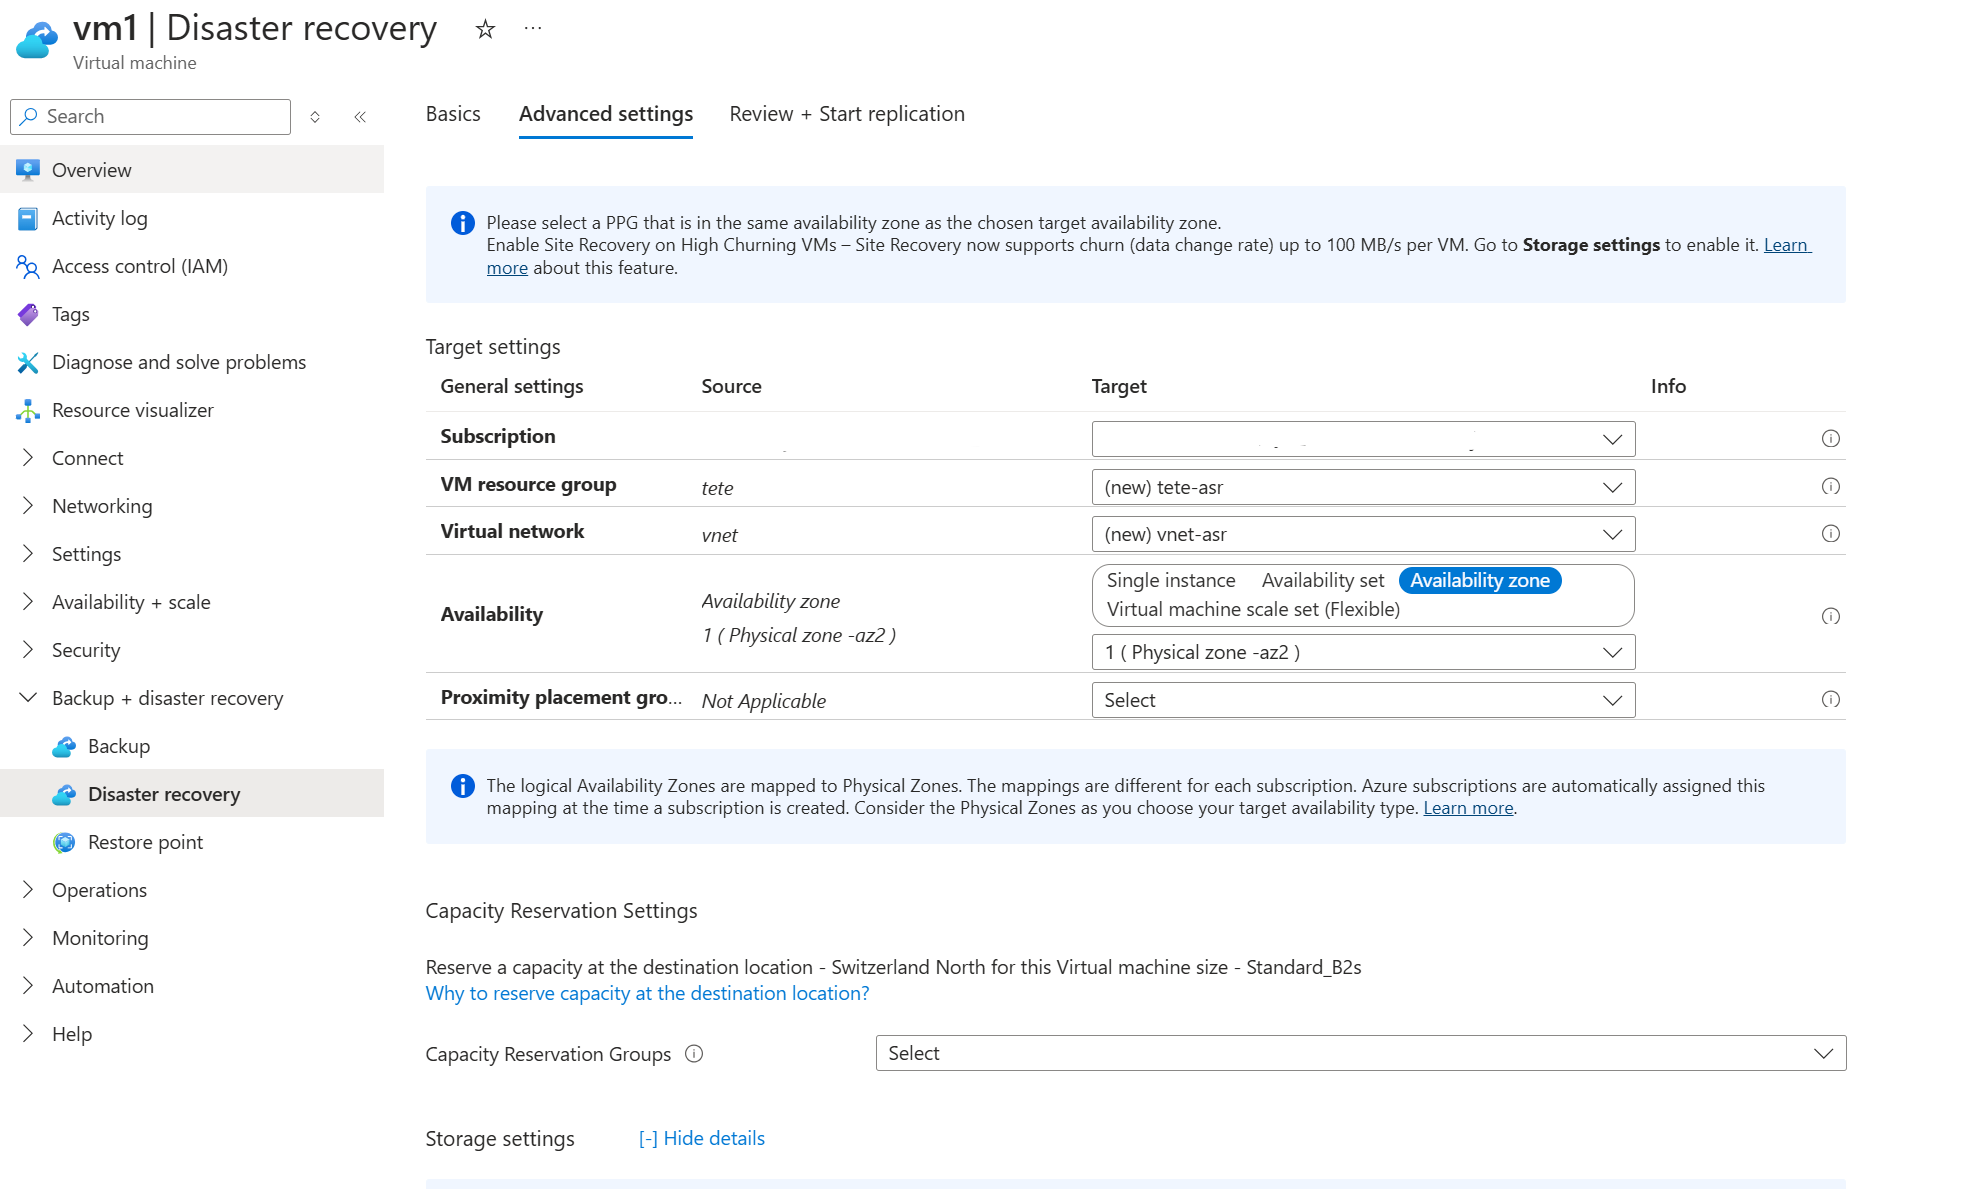 vm1 | Disaster recovery
Virtual machine
Search
Overview
Activity log
Access control (IAM)
Tags
Diagnose and solve problems
Resource visualizer
Connect
Networking
Settings
Availability + scale
Security
Backup + disaster recovery
Backup
Disaster recovery
Restore point
Operations
Monitoring
Automation
Help
Basics
Advanced settings
Review + Start replication
Please select a PPG that is in the same availability zone as the chosen target availability zone.
Enable Site Recovery on High Churning VMs – Site Recovery now supports churn (data change rate) up to 100 MB/s per VM. Go to Storage settings to enable it. Learn
more about this feature.
Target settings
General settings Source Target Info
Subscription
VM resource group tete (new) tete-asr
Virtual network vnet (new) vnet-asr
Availability
Availability zone
1 ( Physical zone -az2 )
Single instance Availability set Availability zone
Virtual machine scale set (Flexible)
1 ( Physical zone -az2 )
Proximity placement gro... Not Applicable Select
The logical Availability Zones are mapped to Physical Zones. The mappings are different for each subscription. Azure subscriptions are automatically assigned this
mapping at the time a subscription is created. Consider the Physical Zones as you choose your target availability type. Learn more.
Capacity Reservation Settings
Reserve a capacity at the destination location - Switzerland North for this Virtual machine size - Standard_B2s
Why to reserve capacity at the destination location?
Capacity Reservation Groups Select
Storage settings [-] Hide details